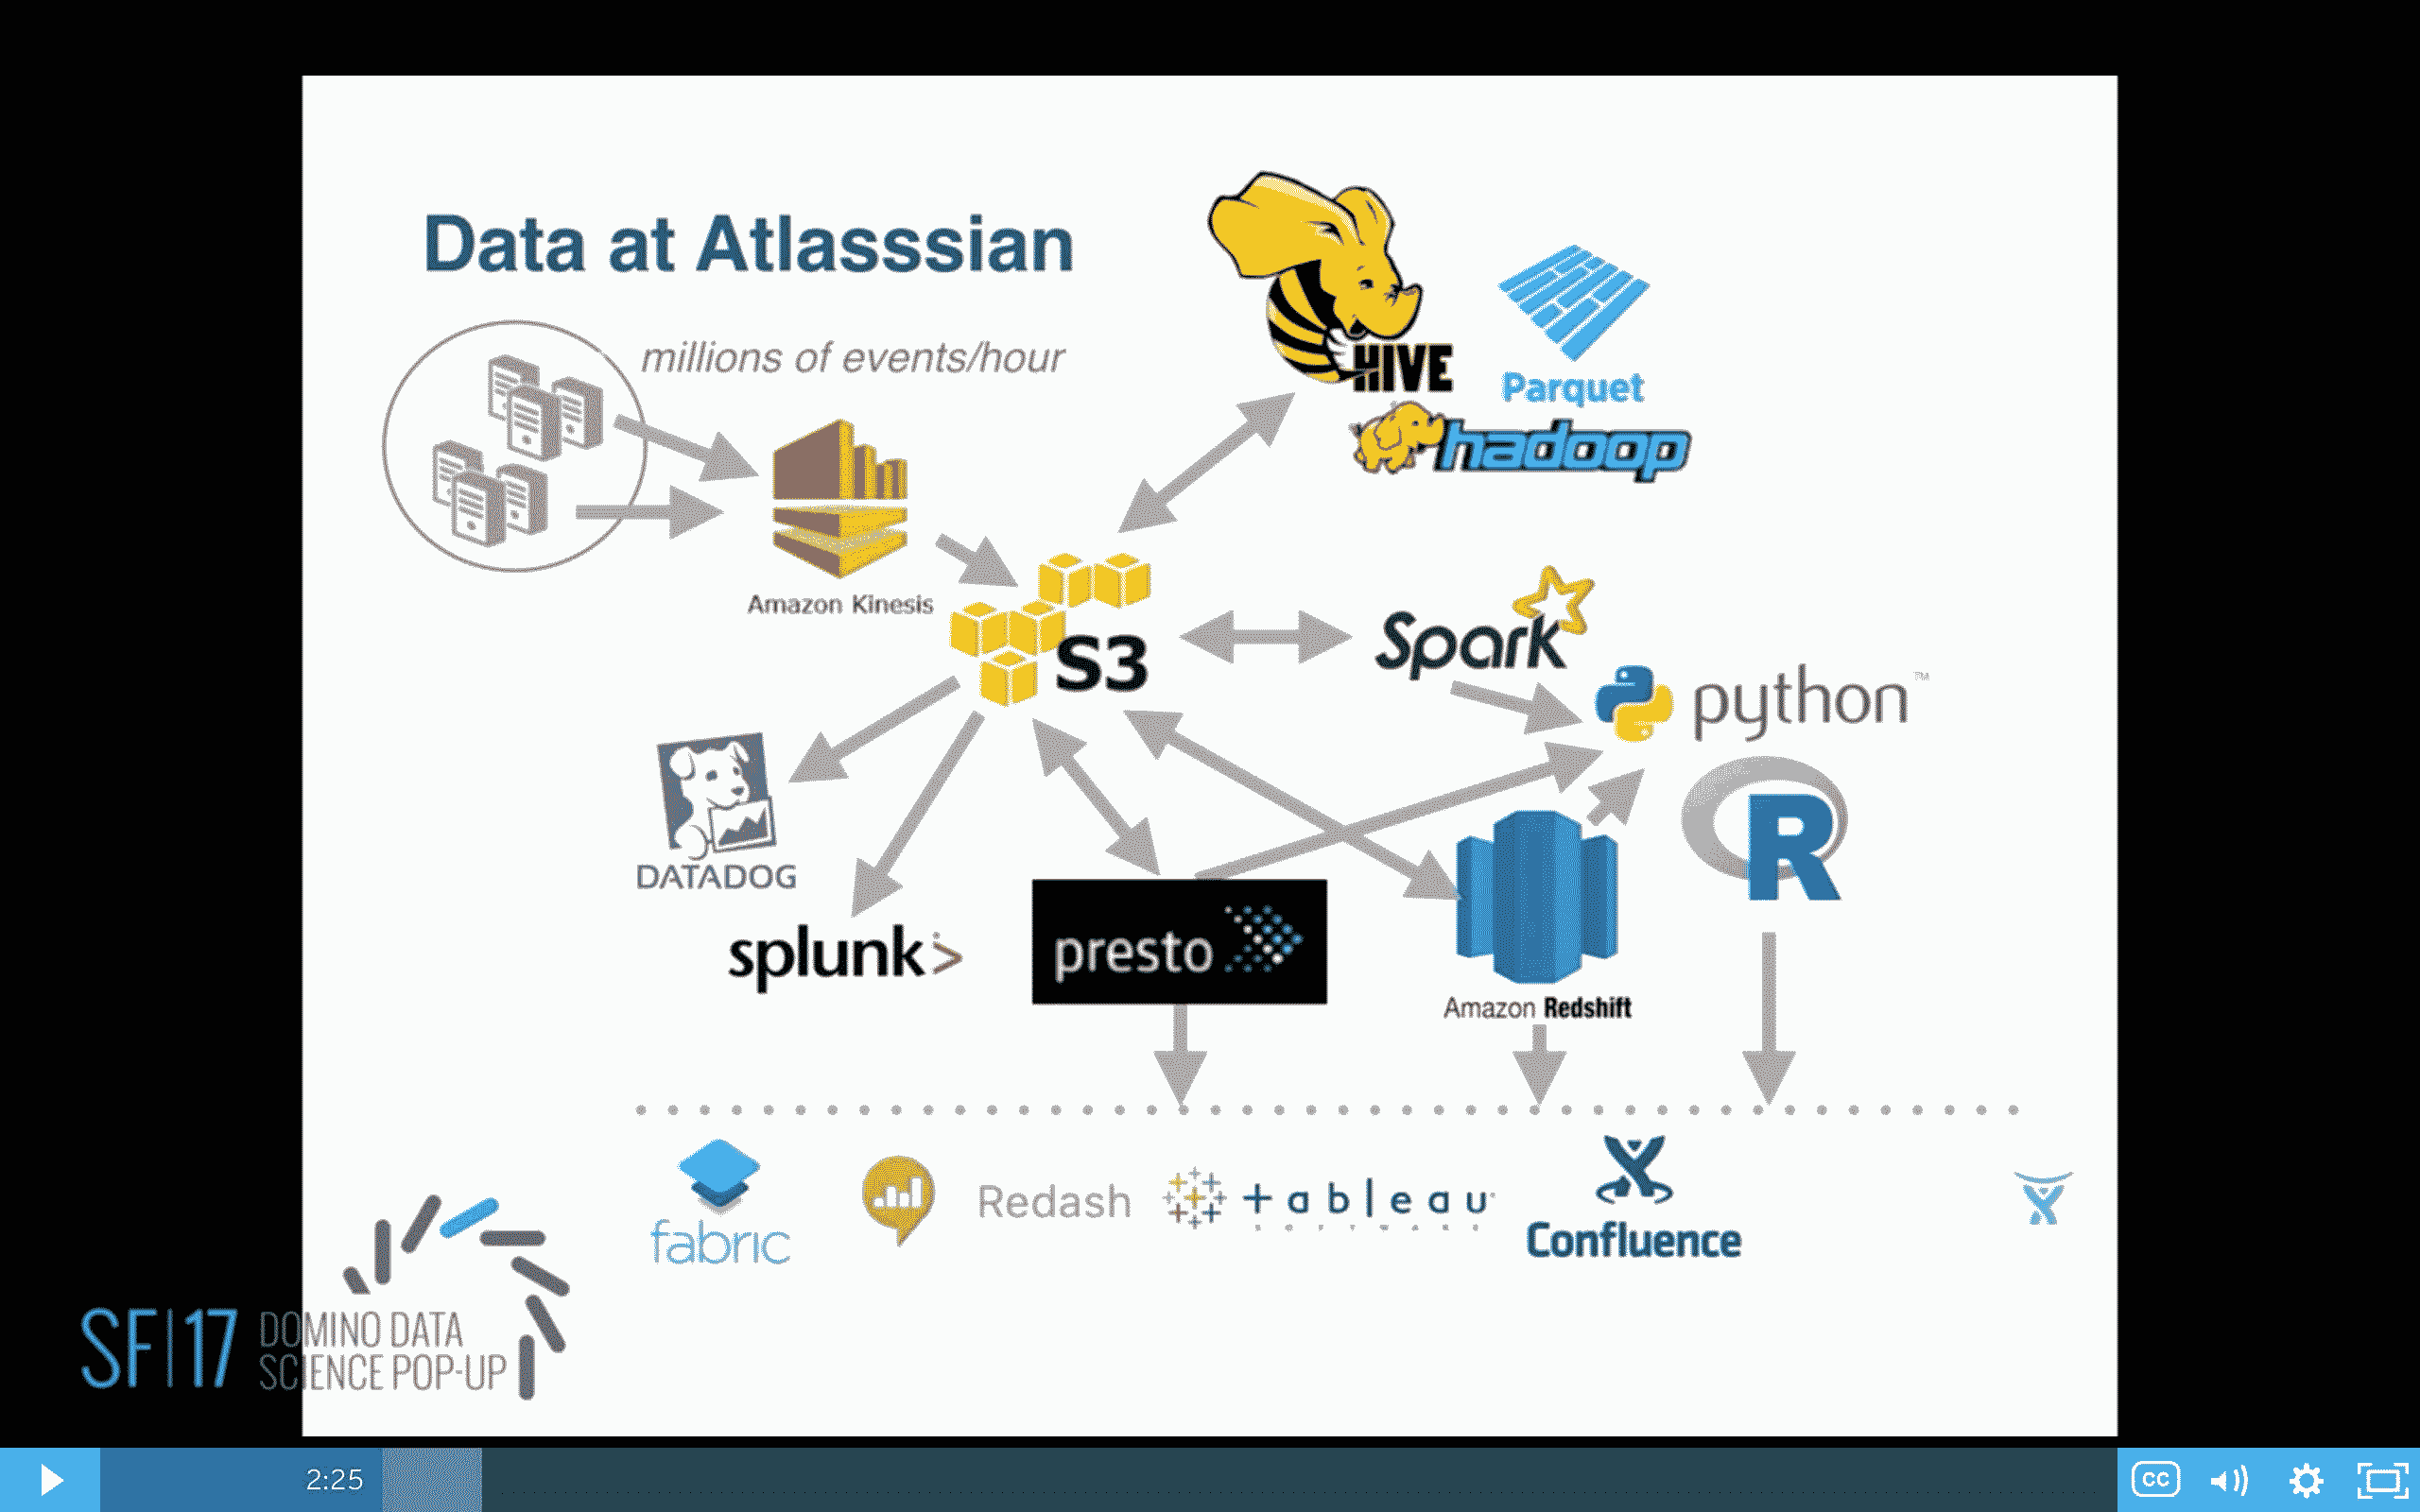 Data at Atlasssian
millions of events/hour
HIVE
Parquet
hadoop
Amazon Kinesis
S3
Spark
python™
R
DATADOG
splunk>
presto
Amazon Redshift
fabric
Redash
+ableau
Confluence
SF|17 DOMINO DATA
SCIENCE POP-UP
2:25
CC